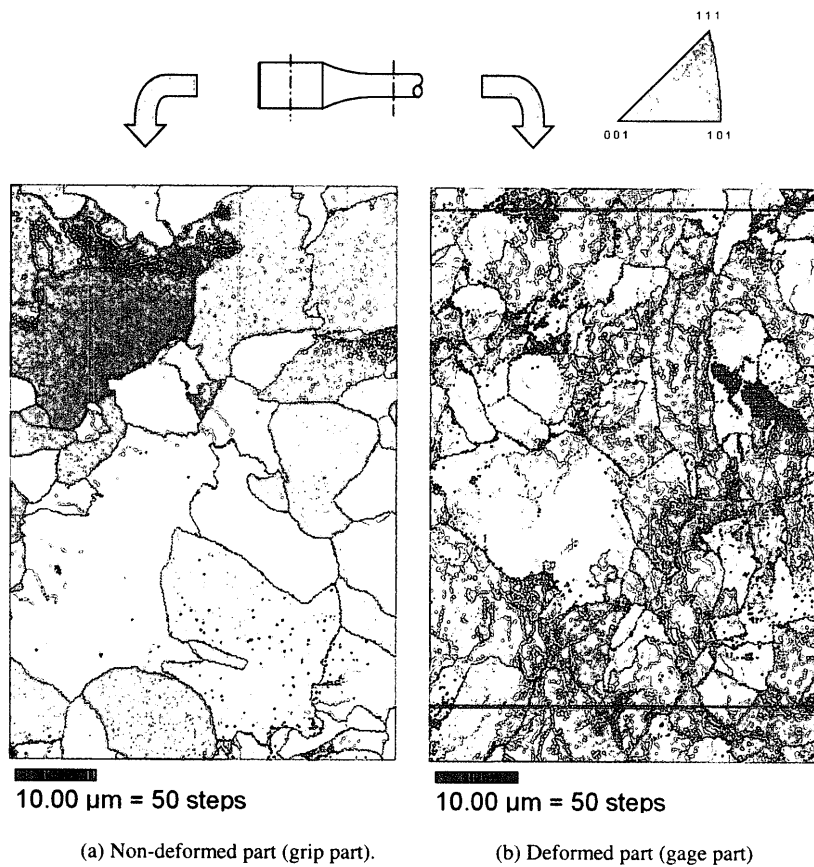 111
001
101
10.00 µm = 50 steps
10.00 µm = 50 steps
(a) Non-deformed part (grip part).
(b) Deformed part (gage part)